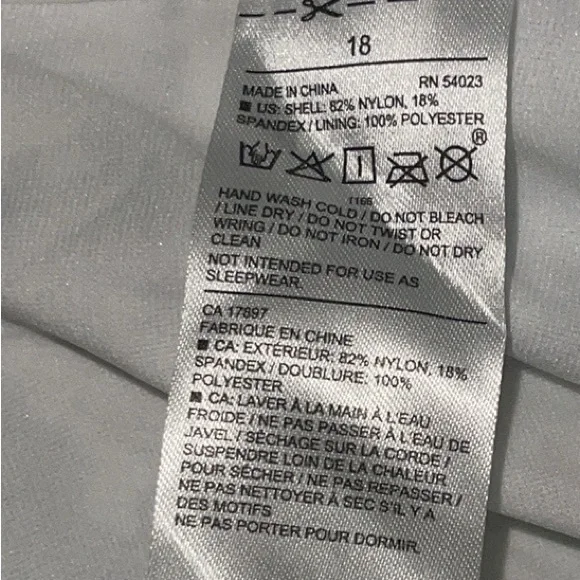 18
MADE IN CHINA RN 54023
US: SHELL: 82% NYLON, 18%
SPANDEX / LINING: 100% POLYESTER
®
1166
HAND WASH COLD / DO NOT BLEACH
/ LINE DRY / DO NOT TWIST OR
WRING / DO NOT IRON / DO NOT DRY
CLEAN
NOT INTENDED FOR USE AS
SLEEPWEAR.
CA 17897
FABRIQUE EN CHINE
CA: EXTÉRIEUR: 82% NYLON, 18%
SPANDEX / DOUBLURE: 100%
POLYESTER
CA: LAVER À LA MAIN À L'EAU
FROIDE / NE PAS PASSER À L'EAU DE
JAVEL / SÉCHAGE SUR LA CORDE /
SUSPENDRE LOIN DE LA CHALEUR
POUR SÉCHER / NE PAS REPASSER /
NE PAS NETTOYER À SEC S'IL Y A
DES MOTIFS
NE PAS PORTER POUR DORMIR.